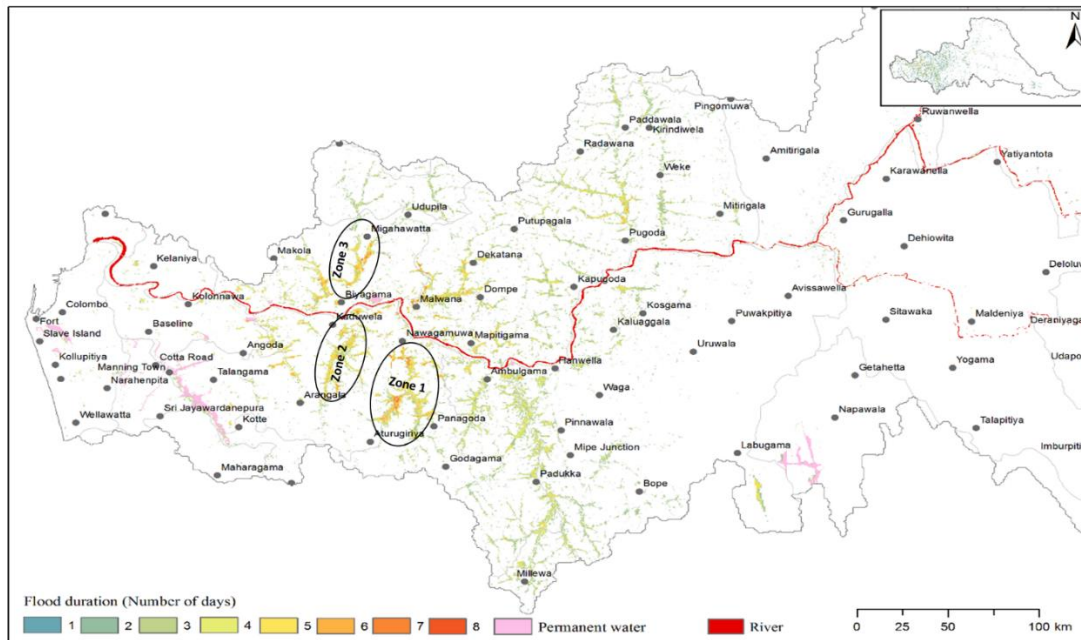 N
Pingomuwa
Ruwanwella
Paddawala
Kirindiwela
Radawana
Amitirigala
Yatiyantota
Weke
Karawanella
Udupila
Mitirigala
Gurugalla
Putupagala
Migahawatta
Pugoda
Dehiowita
Zone 3
Makola
Kelaniya
Dekatana
Deloluw
Kapugoda
Dompe
Avissawella
Biyagama
Malwana
Kolonnawa
Kosgama
Colombo
Fort
Kaduwela
Kaluaggala
Puwakpitiya
Sitawaka
Maldeniya
Deraniyaga
Baseline
Slave Island
Nawagamuwa
Mapitigama
Angoda
Uruwala
Kollupitiya
Cotta Road
Manning Town
Zone 2
Hanwella
Yogama
Udapo
Narahenpita
Talangama
Zone 1
Ambulgama
Getahetta
Waga
Arangala
Wellawatta
Sri Jayawardanepura
Kotte
Panagoda
Pinnawala
Napawala
Talapitiya
Aturugiriya
Mipe Junction
Labugama
Imburpiti
Maharagama
Godagama
Padukka
Bope
Millewa
Flood duration (Number of days)
1 2 3 4 5 6 7 8 Permanent water River
0 25 50 100 km